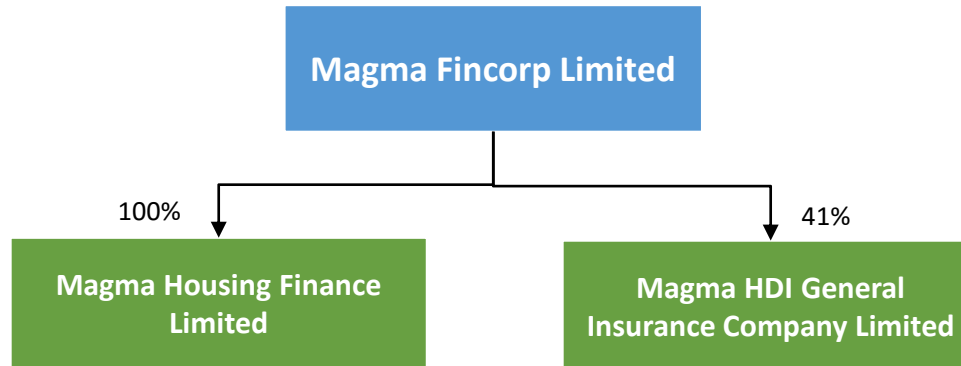 Magma Fincorp Limited
100%
41%
Magma Housing Finance
Limited
Magma HDI General
Insurance Company Limited